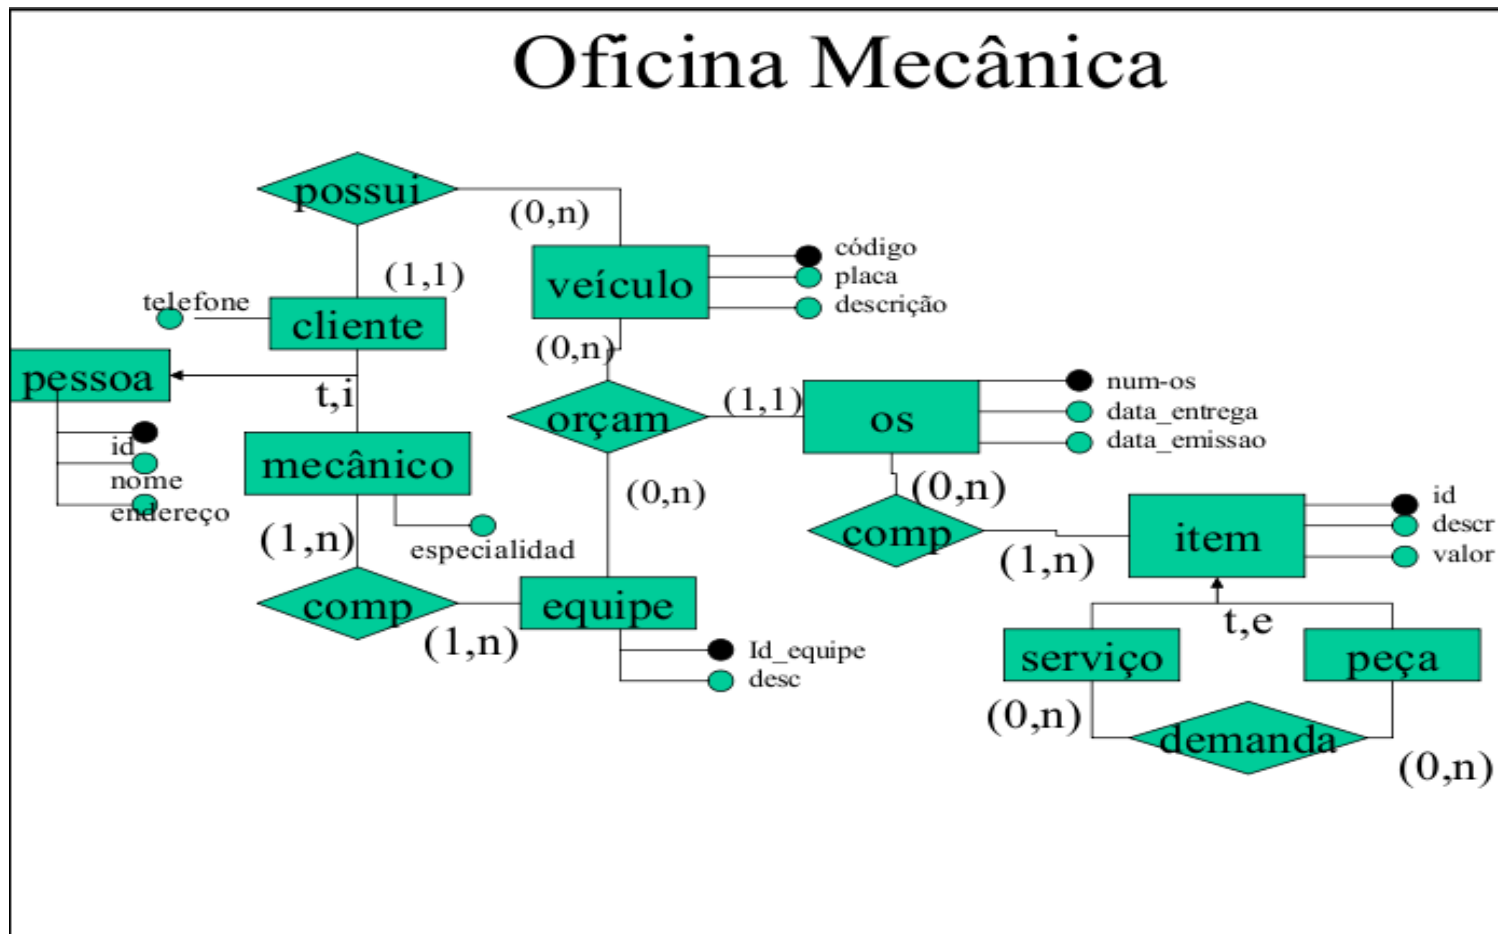 Oficina Mecânica
possui
(0,n)
código
veículo
placa
descrição
(1,1)
telefone
cliente
(0,n)
pessoa
t,i
orçam
(1,1)
os
num-os
data_entrega
data_emissao
id
nome
endereço
mecânico
(0,n)
(0,n)
(1,n)
especialidad
comp
(1,n)
item
id
descr
valor
comp
(1,n)
equipe
Id_equipe
desc
t,e
serviço
peça
(0,n)
demanda
(0,n)